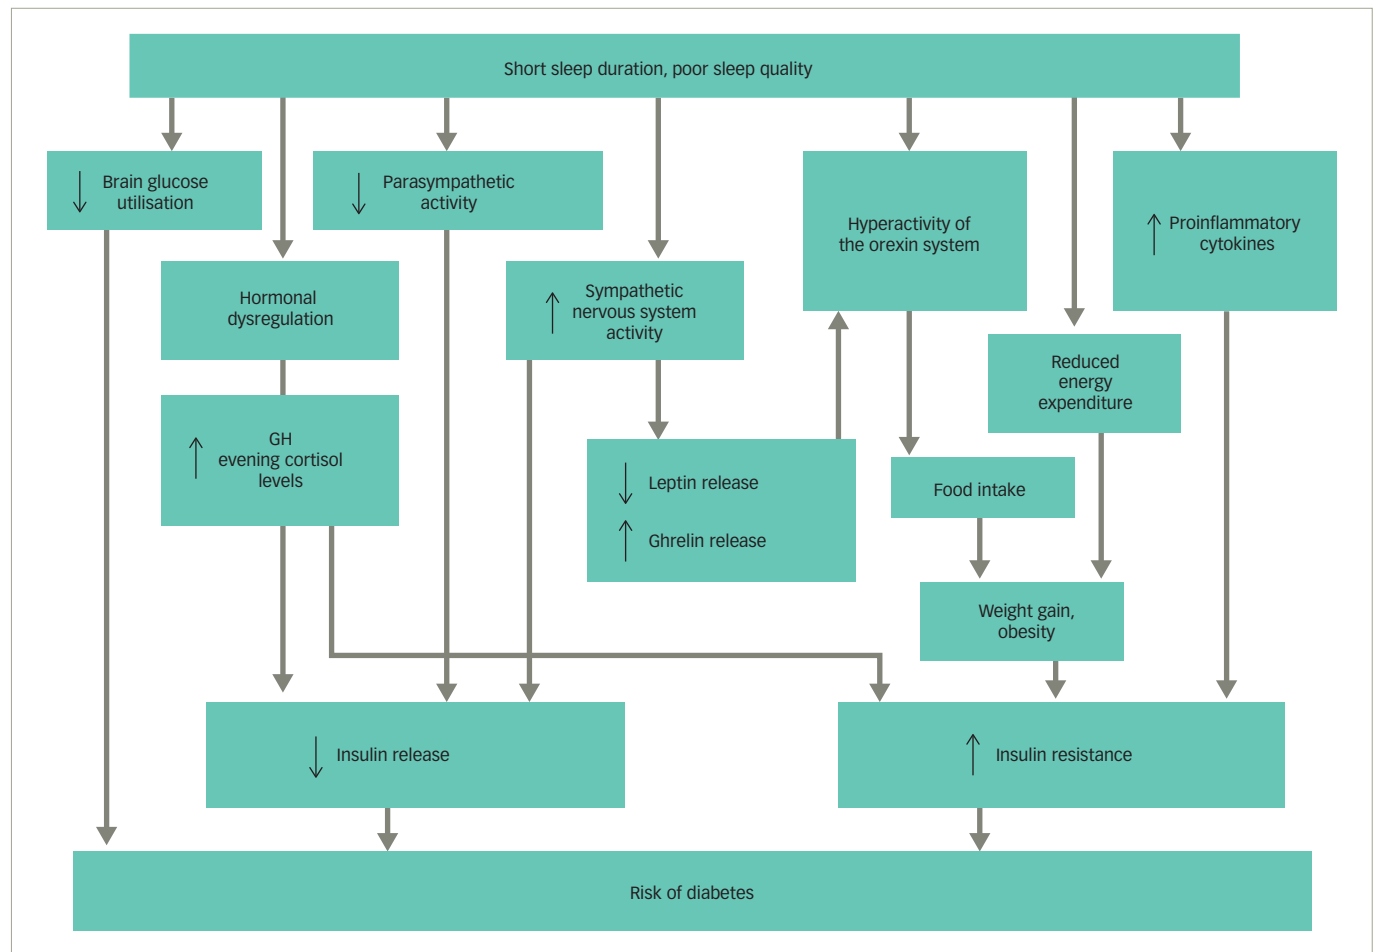 Short sleep duration, poor sleep quality
↓ Brain glucose
utilisation
↓ Parasympathetic
activity
Hyperactivity of
the orexin system
↑ Proinflammatory
cytokines
Hormonal
dysregulation
↑ Sympathetic
nervous system
activity
Reduced
energy
expenditure
↑ GH
evening cortisol
levels
↓ Leptin release
↑ Ghrelin release
Food intake
Weight gain,
obesity
↓ Insulin release
↑ Insulin resistance
Risk of diabetes